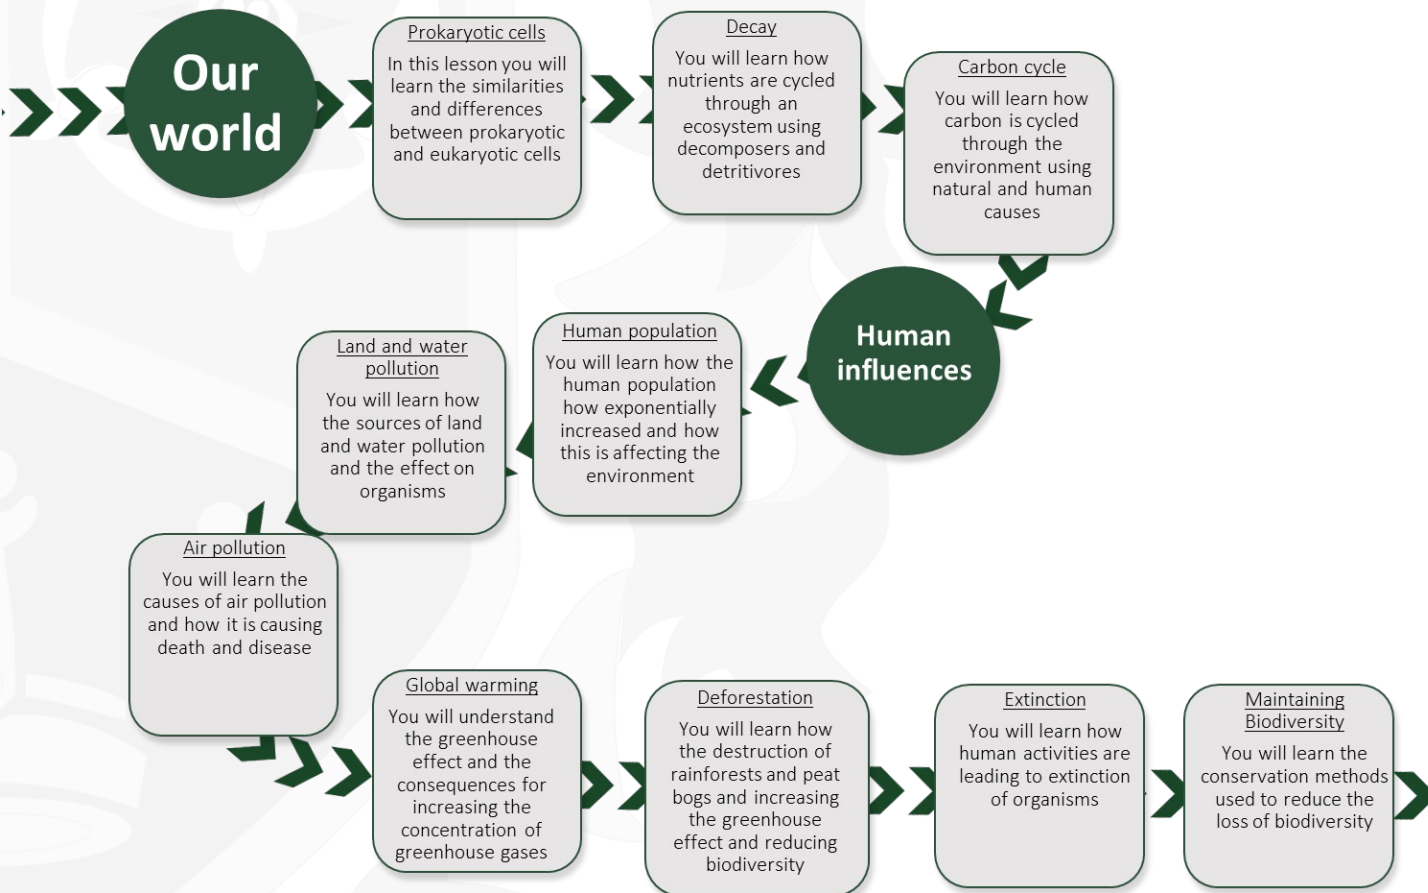 Our
world
Prokaryotic cells
In this lesson you will
learn the similarities
and differences
between prokaryotic
and eukaryotic cells
Decay
You will learn how
nutrients are cycled
through an
ecosystem using
decomposers and
detritivores
Carbon cycle
You will learn how
carbon is cycled
through the
environment using
natural and human
causes
Human
influences
Human population
You will learn how the
human population
how exponentially
increased and how
this is affecting the
environment
Land and water
pollution
You will learn how
the sources of land
and water pollution
and the effect on
organisms
Air pollution
You will learn the
causes of air pollution
and how it is causing
death and disease
Global warming
You will understand
the greenhouse
effect and the
consequences for
increasing the
concentration of
greenhouse gases
Deforestation
You will learn how
the destruction of
rainforests and peat
bogs and increasing
the greenhouse
effect and reducing
biodiversity
Extinction
You will learn how
human activities are
leading to extinction
of organisms
Maintaining
Biodiversity
You will learn the
conservation methods
used to reduce the
loss of biodiversity